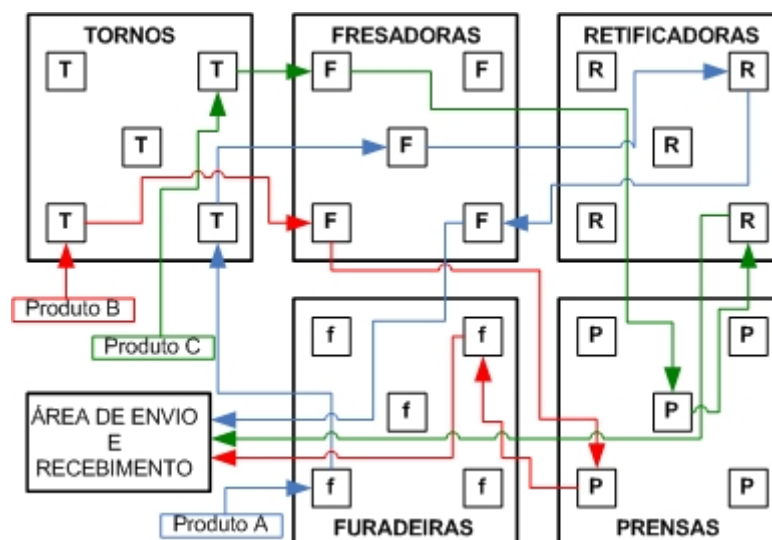 TORNOS
T
T
T
T
T
FRESADORAS
F
F
F
F
F
RETIFICADORAS
R
R
R
R
R
Produto B
Produto C
ÁREA DE ENVIO
E
RECEBIMENTO
Produto A
f
f
f
f
f
FURADEIRAS
P
P
P
P
P
PRENSAS